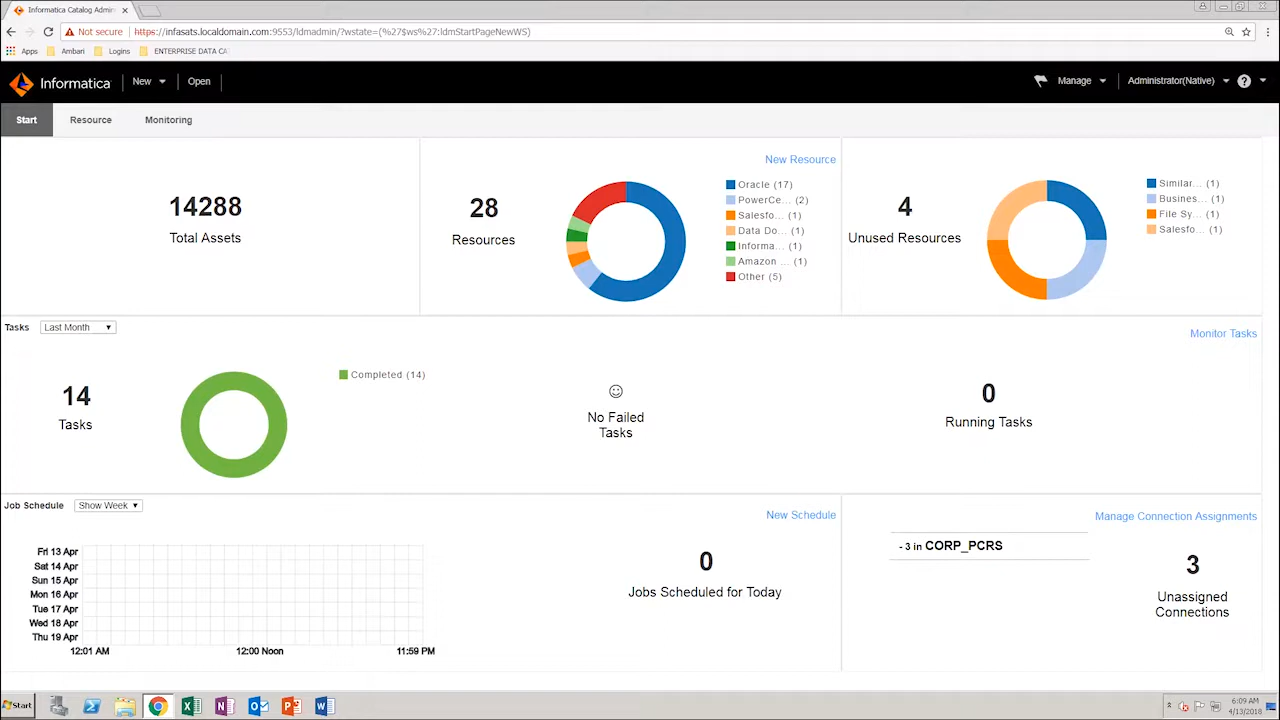 Informatica Catalog Admin
Not secure
https://infasats.localdomain.com:9553/ldmadmin/?wstate=(%27$ws%27:ldmStartPageNewWS)
Apps
Ambari
Logins
ENTERPRISE DATA CA
Informatica
New
Open
Manage
Administrator(Native)
?
Start
Resource
Monitoring
14288
Total Assets
New Resource
28
Resources
Oracle (17)
PowerCe... (2)
Salesfo... (1)
Data Do... (1)
Informa... (1)
Amazon ... (1)
Other (5)
4
Unused Resources
Similar... (1)
Busines... (1)
File Sy... (1)
Salesfo... (1)
Tasks
Last Month
Monitor Tasks
14
Tasks
Completed (14)
No Failed
Tasks
0
Running Tasks
Job Schedule
Show Week
New Schedule
Fri 13 Apr
Sat 14 Apr
Sun 15 Apr
Mon 16 Apr
Tue 17 Apr
Wed 18 Apr
Thu 19 Apr
12:01 AM
12:00 Noon
11:59 PM
0
Jobs Scheduled for Today
Manage Connection Assignments
- 3 in CORP_PCRS
3
Unassigned
Connections
Start
6:09 AM
4/13/2018